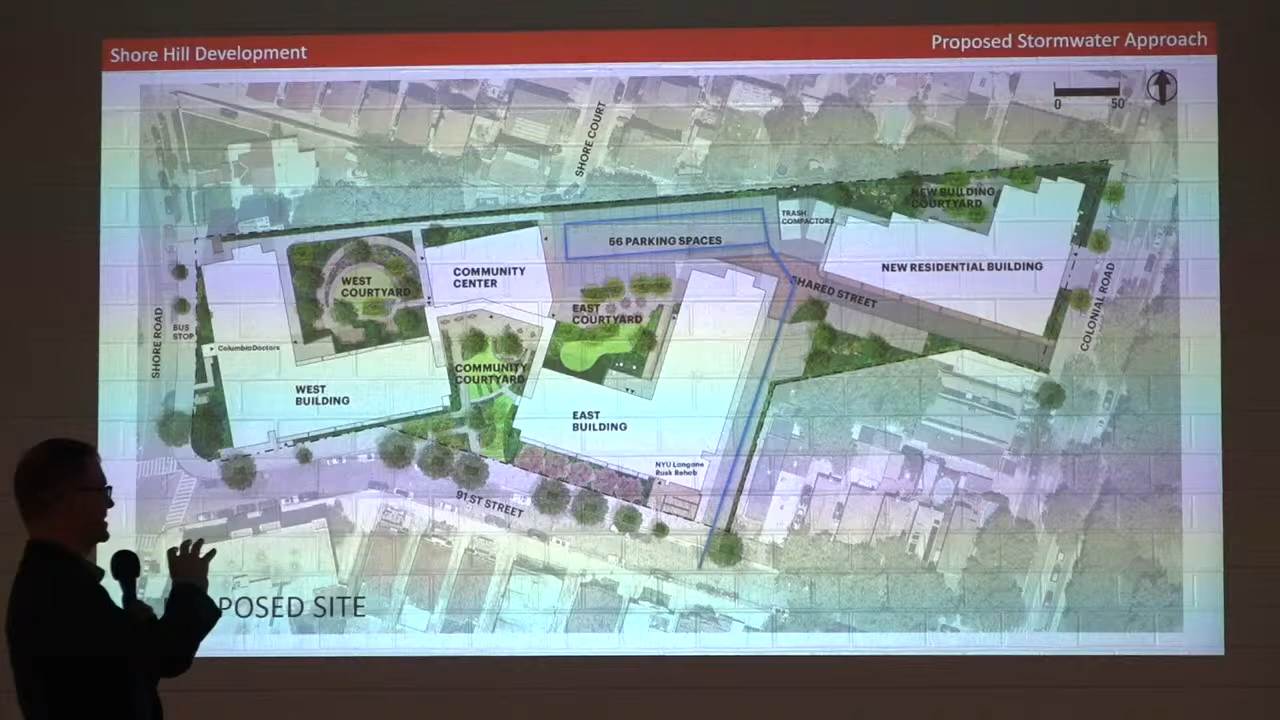 Shore Hill Development
Proposed Stormwater Approach
0 50'
SHORE COURT
NEW BUILDING
COURTYARD
TRASH
COMPACTORS
56 PARKING SPACES
COMMUNITY
CENTER
WEST
COURTYARD
NEW RESIDENTIAL BUILDING
SHARED STREET
COLONIAL ROAD
SHORE ROAD
BUS
STOP
EAST
COURTYARD
ColumbiaDoctors
COMMUNITY
COURTYARD
WEST
BUILDING
EAST
BUILDING
NYU Langone
Rusk Rehab
91ST STREET
POSED SITE